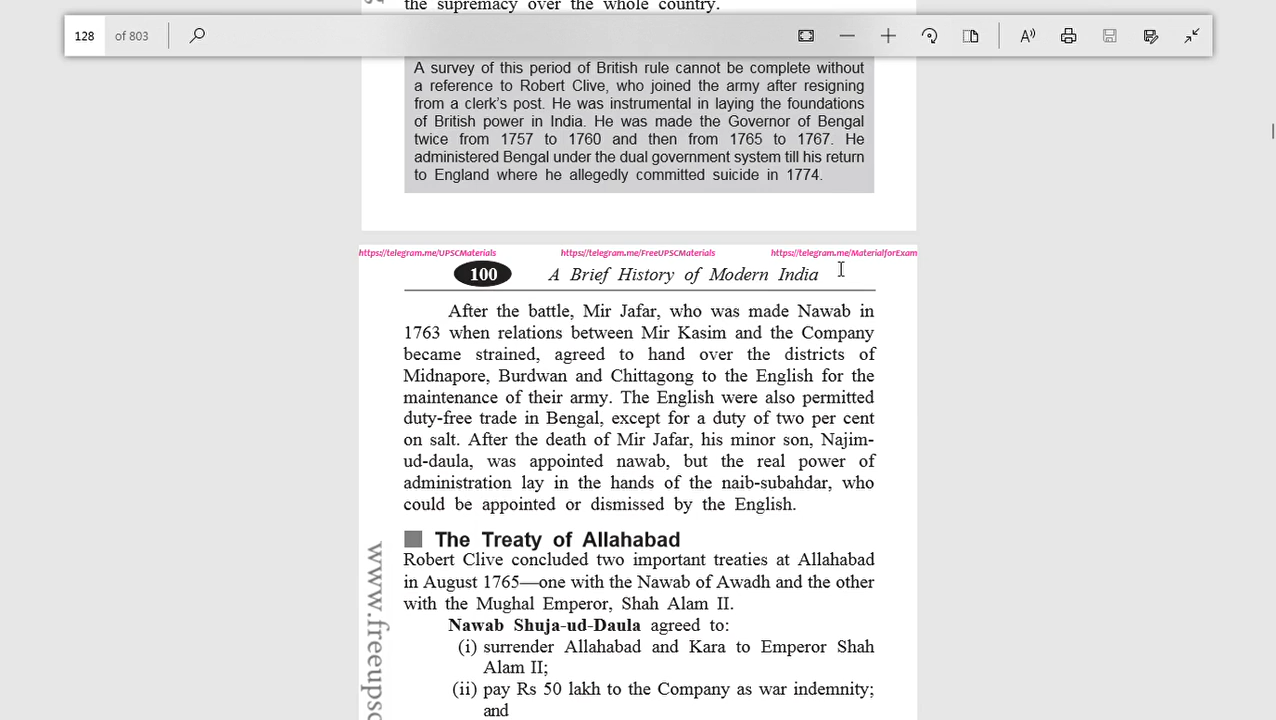 the supremacy over the whole country.
128 of 803
A survey of this period of British rule cannot be complete without
a reference to Robert Clive, who joined the army after resigning
from a clerk's post. He was instrumental in laying the foundations
of British power in India. He was made the Governor of Bengal
twice from 1757 to 1760 and then from 1765 to 1767. He
administered Bengal under the dual government system till his return
to England where he allegedly committed suicide in 1774.
https://telegram.me/UPSCMaterials https://telegram.me/FreeUPSCMaterials https://telegram.me/MaterialforExam
100 A Brief History of Modern India
After the battle, Mir Jafar, who was made Nawab in
1763 when relations between Mir Kasim and the Company
became strained, agreed to hand over the districts of
Midnapore, Burdwan and Chittagong to the English for the
maintenance of their army. The English were also permitted
duty-free trade in Bengal, except for a duty of two per cent
on salt. After the death of Mir Jafar, his minor son, Najim-
ud-daula, was appointed nawab, but the real power of
administration lay in the hands of the naib-subahdar, who
could be appointed or dismissed by the English.
The Treaty of Allahabad
Robert Clive concluded two important treaties at Allahabad
in August 1765—one with the Nawab of Awadh and the other
with the Mughal Emperor, Shah Alam II.
Nawab Shuja-ud-Daula agreed to:
(i) surrender Allahabad and Kara to Emperor Shah
Alam II;
(ii) pay Rs 50 lakh to the Company as war indemnity;
and
www.freeupsc